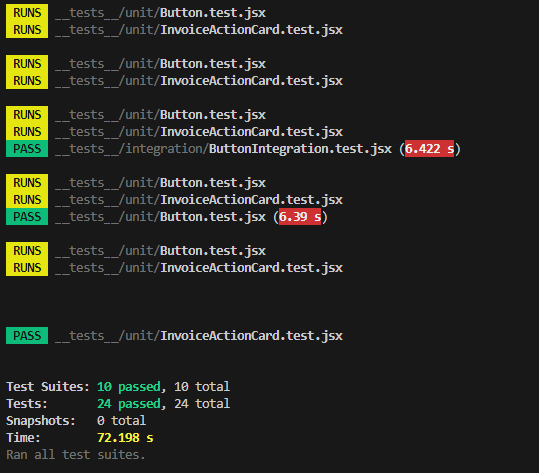 RUNS __tests__/unit/Button.test.jsx
RUNS __tests__/unit/InvoiceActionCard.test.jsx
RUNS __tests__/unit/Button.test.jsx
RUNS __tests__/unit/InvoiceActionCard.test.jsx
RUNS __tests__/unit/Button.test.jsx
RUNS __tests__/unit/InvoiceActionCard.test.jsx
PASS __tests__/integration/ButtonIntegration.test.jsx (6.422 s)
RUNS __tests__/unit/Button.test.jsx
RUNS __tests__/unit/InvoiceActionCard.test.jsx
PASS __tests__/unit/Button.test.jsx (6.39 s)
RUNS __tests__/unit/Button.test.jsx
RUNS __tests__/unit/InvoiceActionCard.test.jsx
PASS __tests__/unit/InvoiceActionCard.test.jsx
Test Suites: 10 passed, 10 total
Tests: 24 passed, 24 total
Snapshots: 0 total
Time: 72.198 s
Ran all test suites.